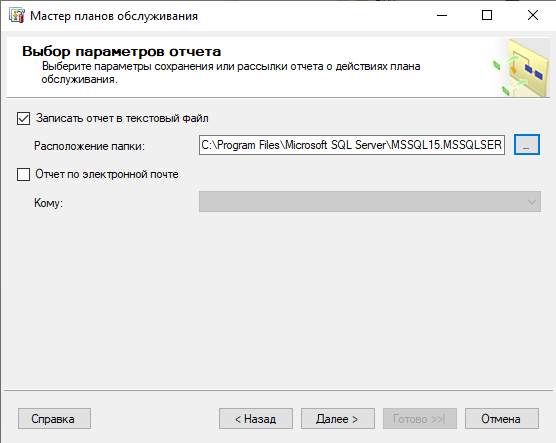 Мастер планов обслуживания
Выбор параметров отчета
Выберите параметры сохранения или рассылки отчета о действиях плана
обслуживания.
Записать отчет в текстовый файл
Расположение папки: C:\Program Files\Microsoft SQL Server\MSSQL15.MSSQLSER ...
Отчет по электронной почте
Кому:
Справка < Назад Далее > Готово >>| Отмена